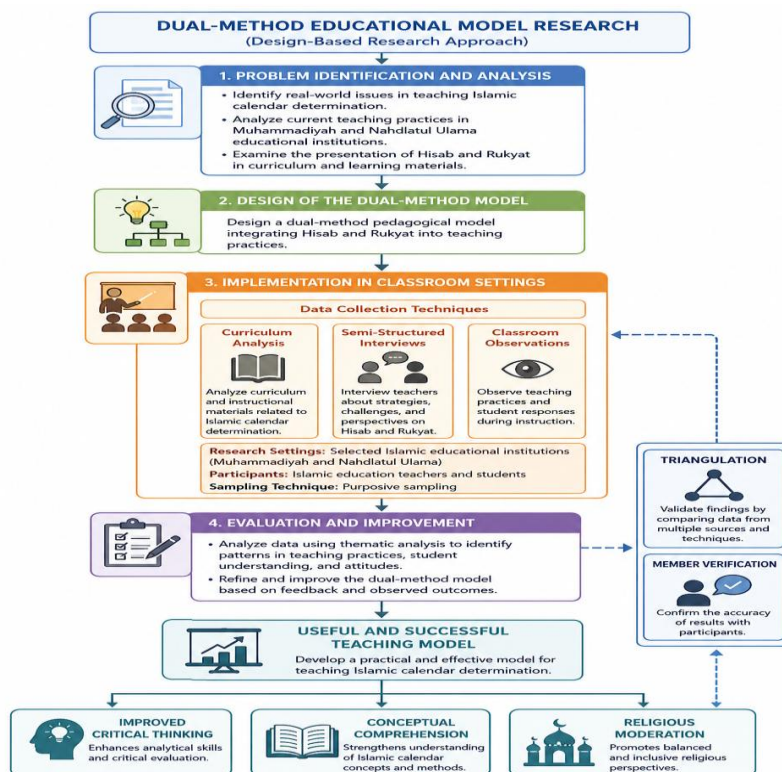 DUAL-METHOD EDUCATIONAL MODEL RESEARCH
(Design-Based Research Approach)
1. PROBLEM IDENTIFICATION AND ANALYSIS
• Identify real-world issues in teaching Islamic
calendar determination.
• Analyze current teaching practices in
Muhammadiyah and Nahdlatul Ulama
educational institutions.
• Examine the presentation of Hisab and Rukyat
in curriculum and learning materials.
2. DESIGN OF THE DUAL-METHOD MODEL
Design a dual-method pedagogical model
integrating Hisab and Rukyat into teaching
practices.
3. IMPLEMENTATION IN CLASSROOM SETTINGS
Data Collection Techniques
Curriculum
Analysis
Analyze curriculum
and instructional
materials related to
Islamic calendar
determination.
Semi-Structured
Interviews
Interview teachers
about strategies,
challenges, and
perspectives on
Hisab and Rukyat.
Classroom
Observations
Observe teaching
practices and
student responses
during instruction.
Research Settings: Selected Islamic educational institutions
(Muhammadiyah and Nahdlatul Ulama)
Participants: Islamic education teachers and students
Sampling Technique: Purposive sampling
4. EVALUATION AND IMPROVEMENT
• Analyze data using thematic analysis to identify
patterns in teaching practices, student
understanding, and attitudes.
• Refine and improve the dual-method model
based on feedback and observed outcomes.
TRIANGULATION
Validate findings by
comparing data from
multiple sources and
techniques.
MEMBER VERIFICATION
Confirm the accuracy
of results with
participants.
USEFUL AND SUCCESSFUL
TEACHING MODEL
Develop a practical and effective model for
teaching Islamic calendar determination.
IMPROVED
CRITICAL THINKING
Enhances analytical skills
and critical evaluation.
CONCEPTUAL
COMPREHENSION
Strengthens understanding
of Islamic calendar
concepts and methods.
RELIGIOUS
MODERATION
Promotes balanced
and inclusive religious
perspectives.